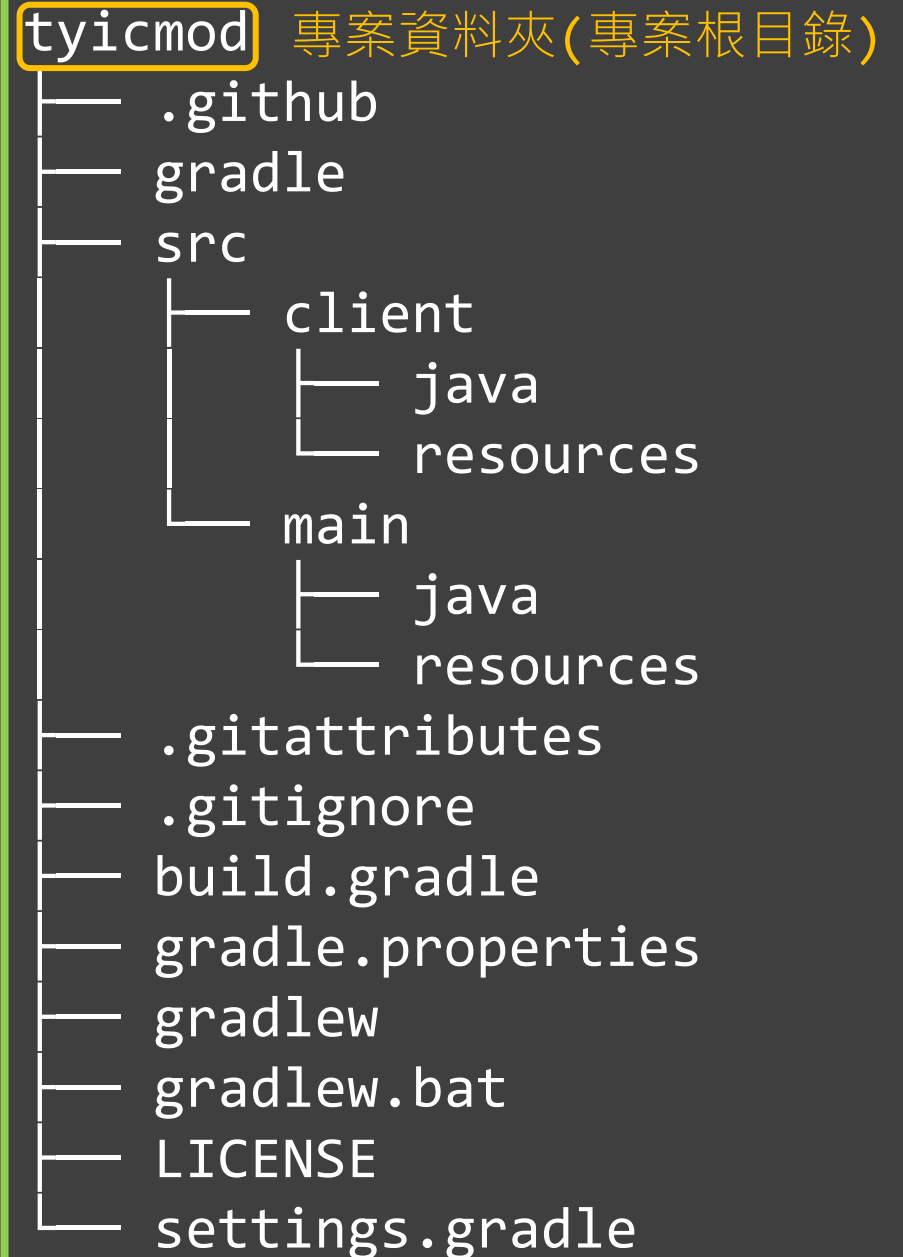 tyicmod 專案資料夾(專案根目錄)
.github
gradle
src
client
java
resources
main
java
resources
.gitattributes
.gitignore
build.gradle
gradle.properties
gradlew
gradlew.bat
LICENSE
settings.gradle